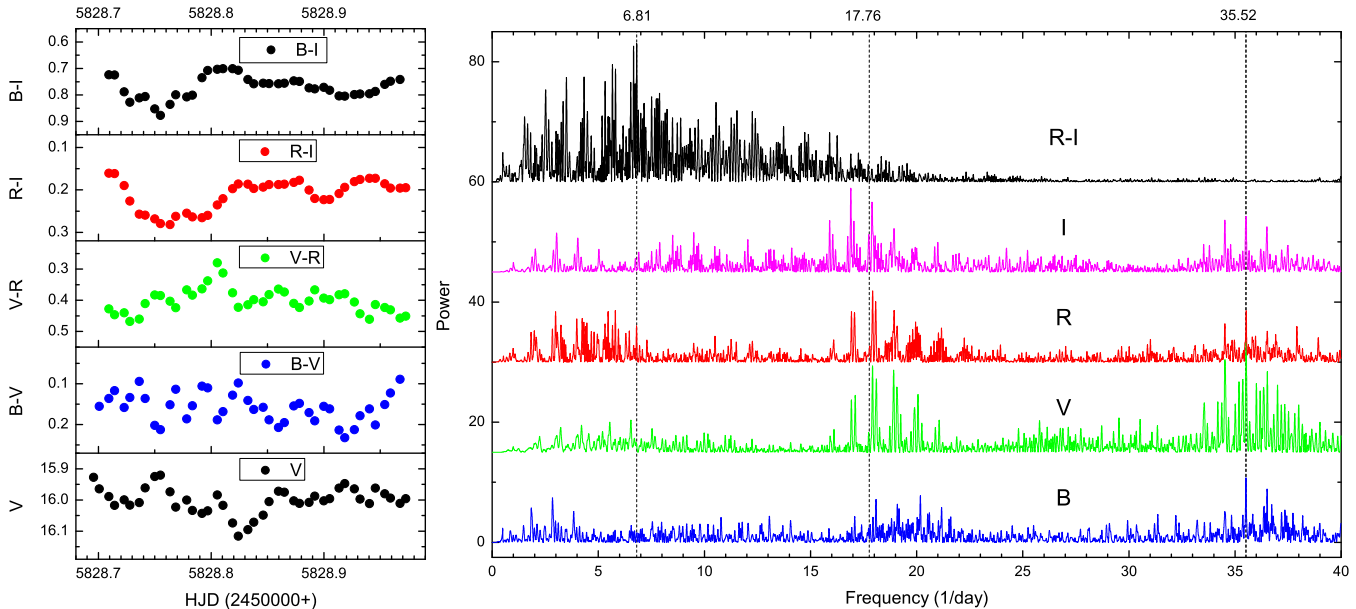 5828.7 5828.8 5828.9
0.6
0.7
0.8
0.9
B-I
B-I
0.1
0.2
0.3
R-I
R-I
0.3
0.4
0.5
V-R
V-R
0.1
0.2
B-V
B-V
15.9
16.0
16.1
V
V
5828.7 5828.8 5828.9
HJD (2450000+)
6.81 17.76 35.52
80
60
40
20
0
Power
R-I
I
R
V
B
0 5 10 15 20 25 30 35 40
Frequency (1/day)